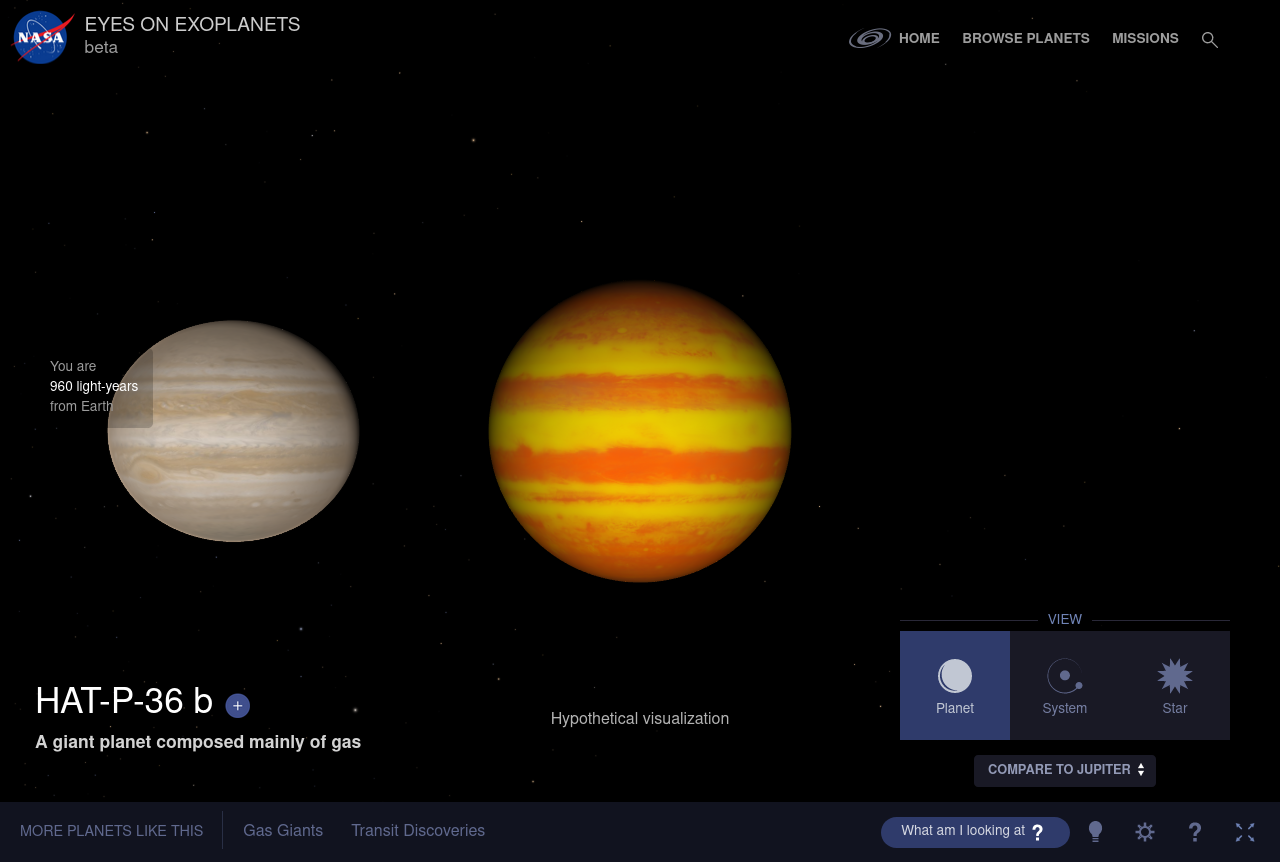 NASA
EYES ON EXOPLANETS
beta
HOME
BROWSE PLANETS
MISSIONS
You are
960 light-years
from Earth
VIEW
Planet
System
Star
HAT-P-36 b +
A giant planet composed mainly of gas
Hypothetical visualization
COMPARE TO JUPITER
MORE PLANETS LIKE THIS
Gas Giants
Transit Discoveries
What am I looking at ?
?